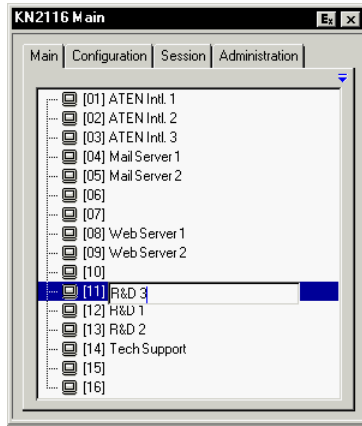 KN2116 Main
Main Configuration Session Administration
[01] ATEN Intl. 1
[02] ATEN Intl. 2
[03] ATEN Intl. 3
[04] Mail Server 1
[05] Mail Server 2
[06]
[07]
[08] Web Server 1
[09] Web Server 2
[10]
[11] R&D 3
[12] R&D 1
[13] R&D 2
[14] Tech Support
[15]
[16]